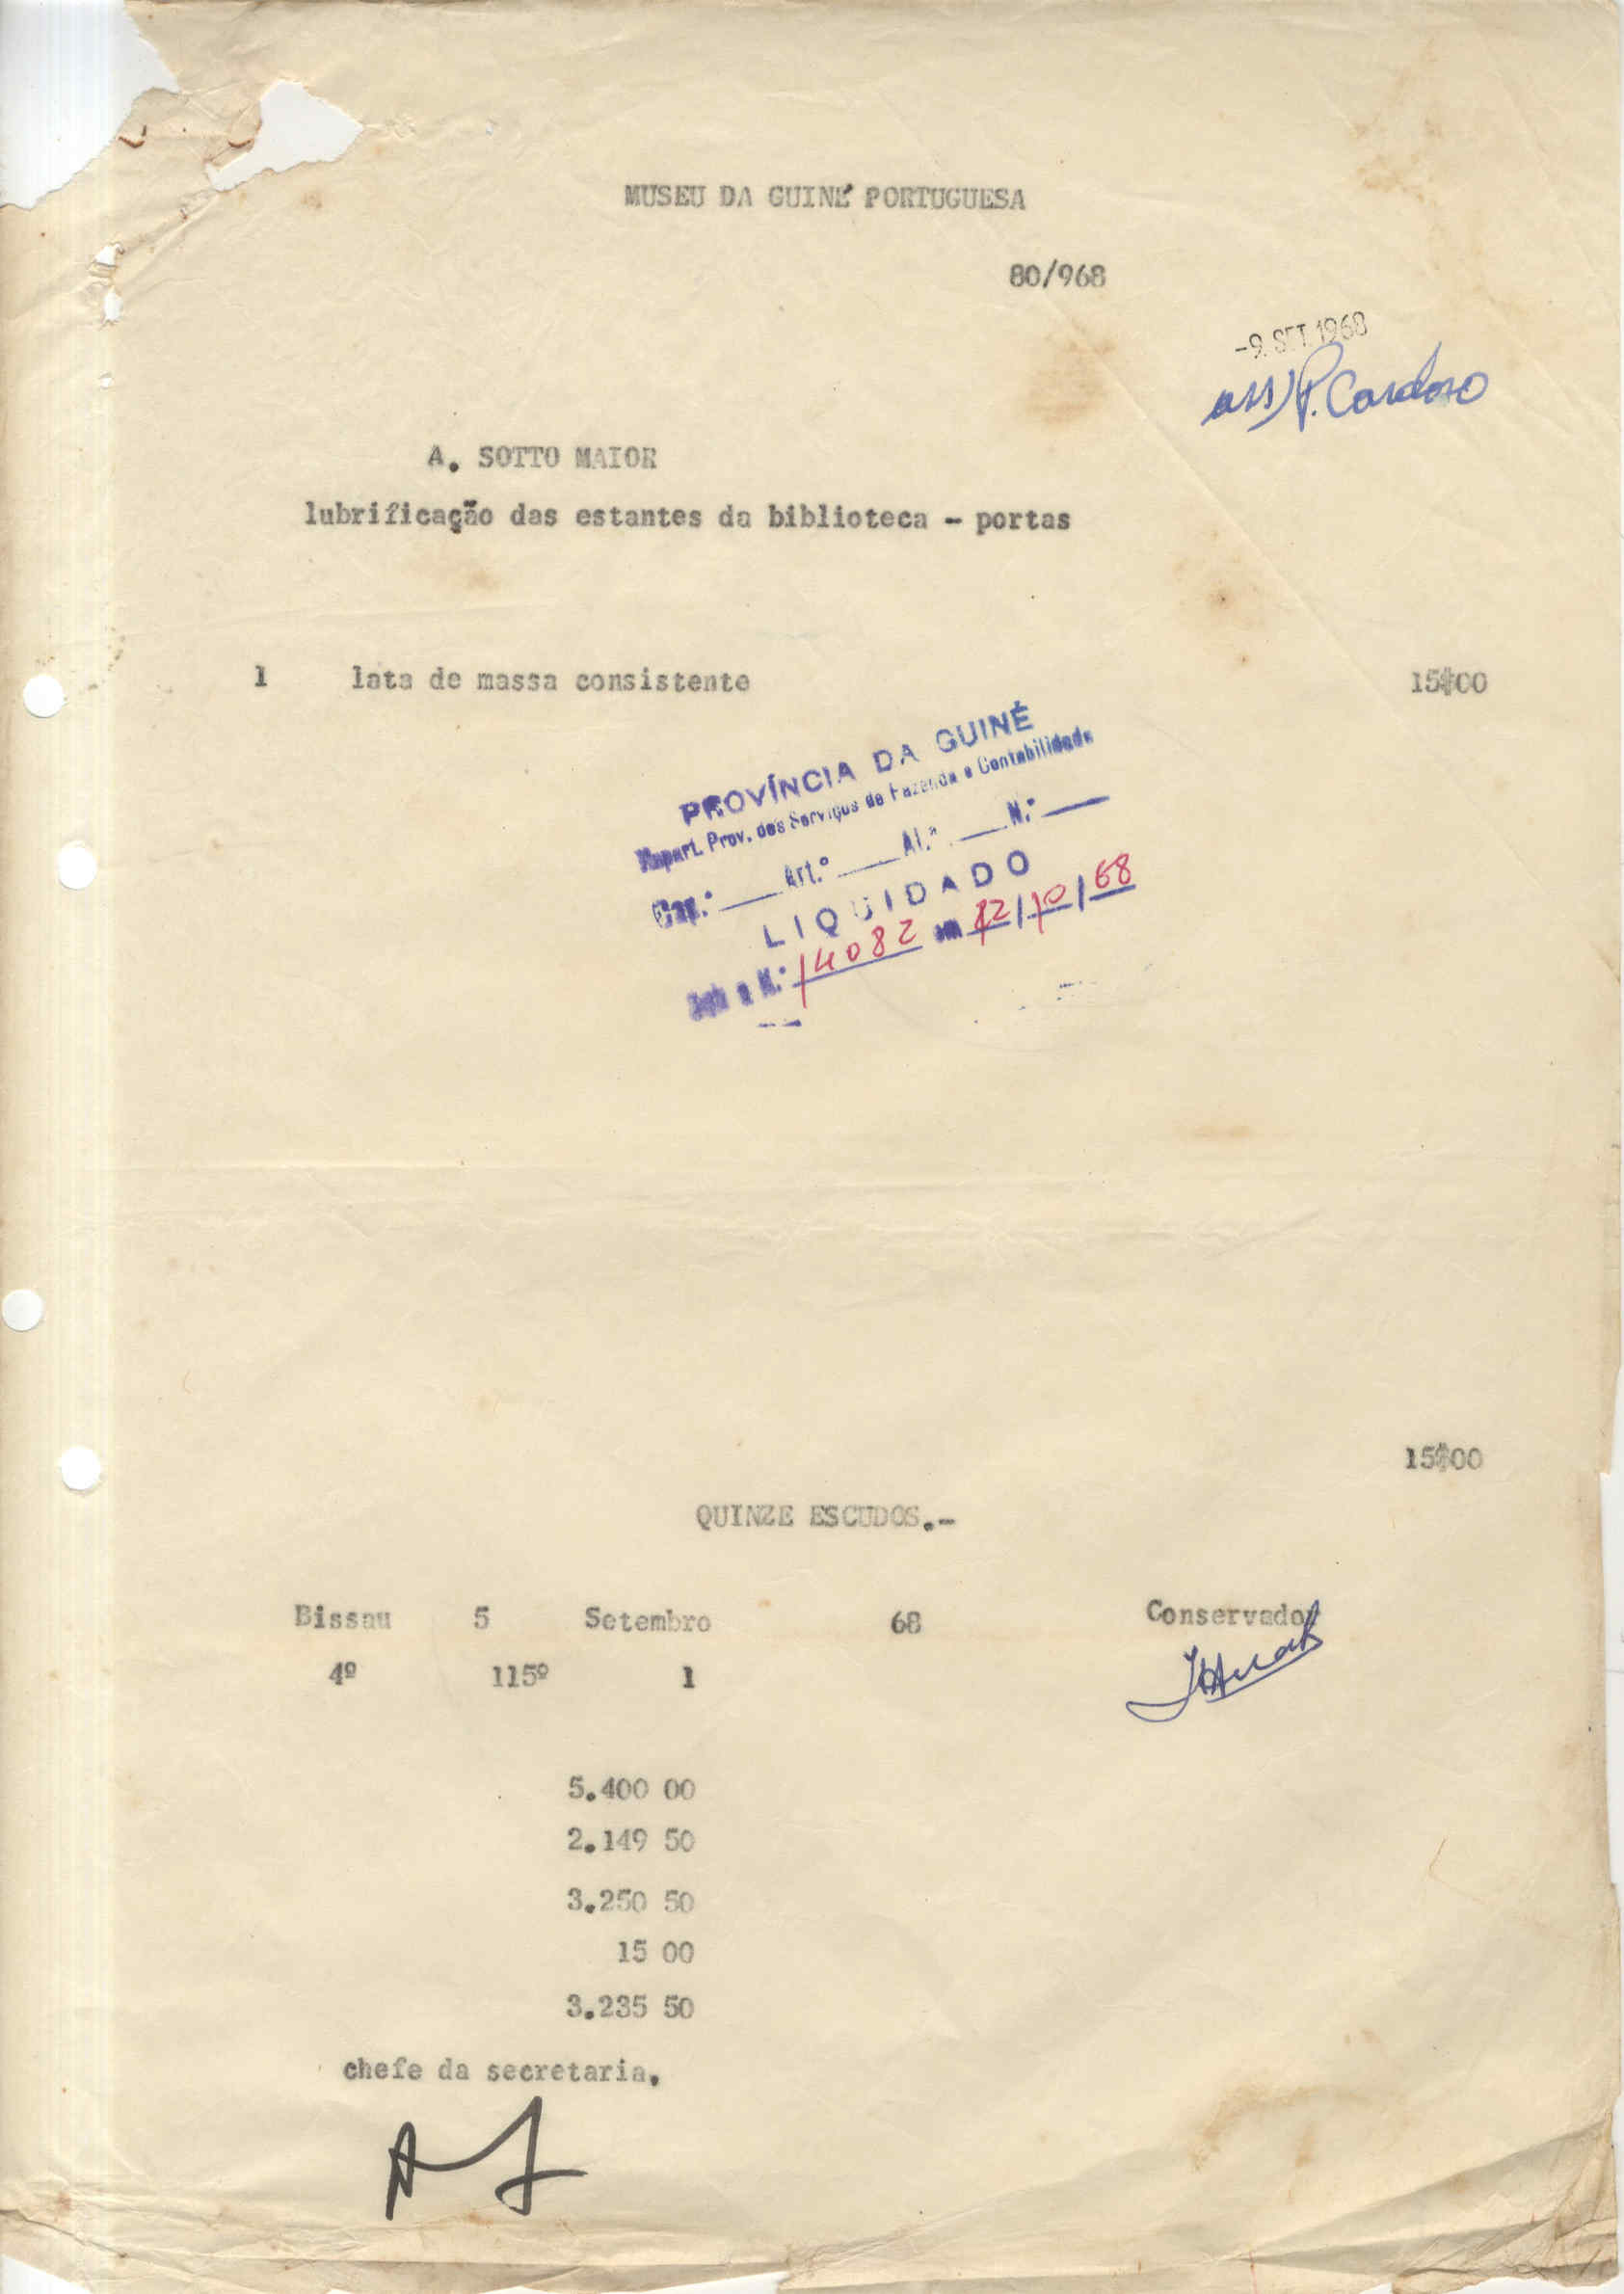 MUSEU DA GUINÉ PORTUGUESA
80/968
-9. SET. 1968
ass) P. Cardoso
A. SOTTO MAIOR
lubrificação das estantes da biblioteca - portas
1 lata de massa consistente 15$00
PROVÍNCIA DA GUINÉ
Repart. Prov. dos Serviços de Fazenda e Contabilidade
Cap.º Art.º Al.ª N.º
LIQUIDADO
Sob o N.º 14082 em 12/10/68
15$00
QUINZE ESCUDOS.-
Bissau 5 Setembro 68 Conservador
4º 115º 1
5.400 00
2.149 50
3.250 50
15 00
3.235 50
chefe da secretaria.